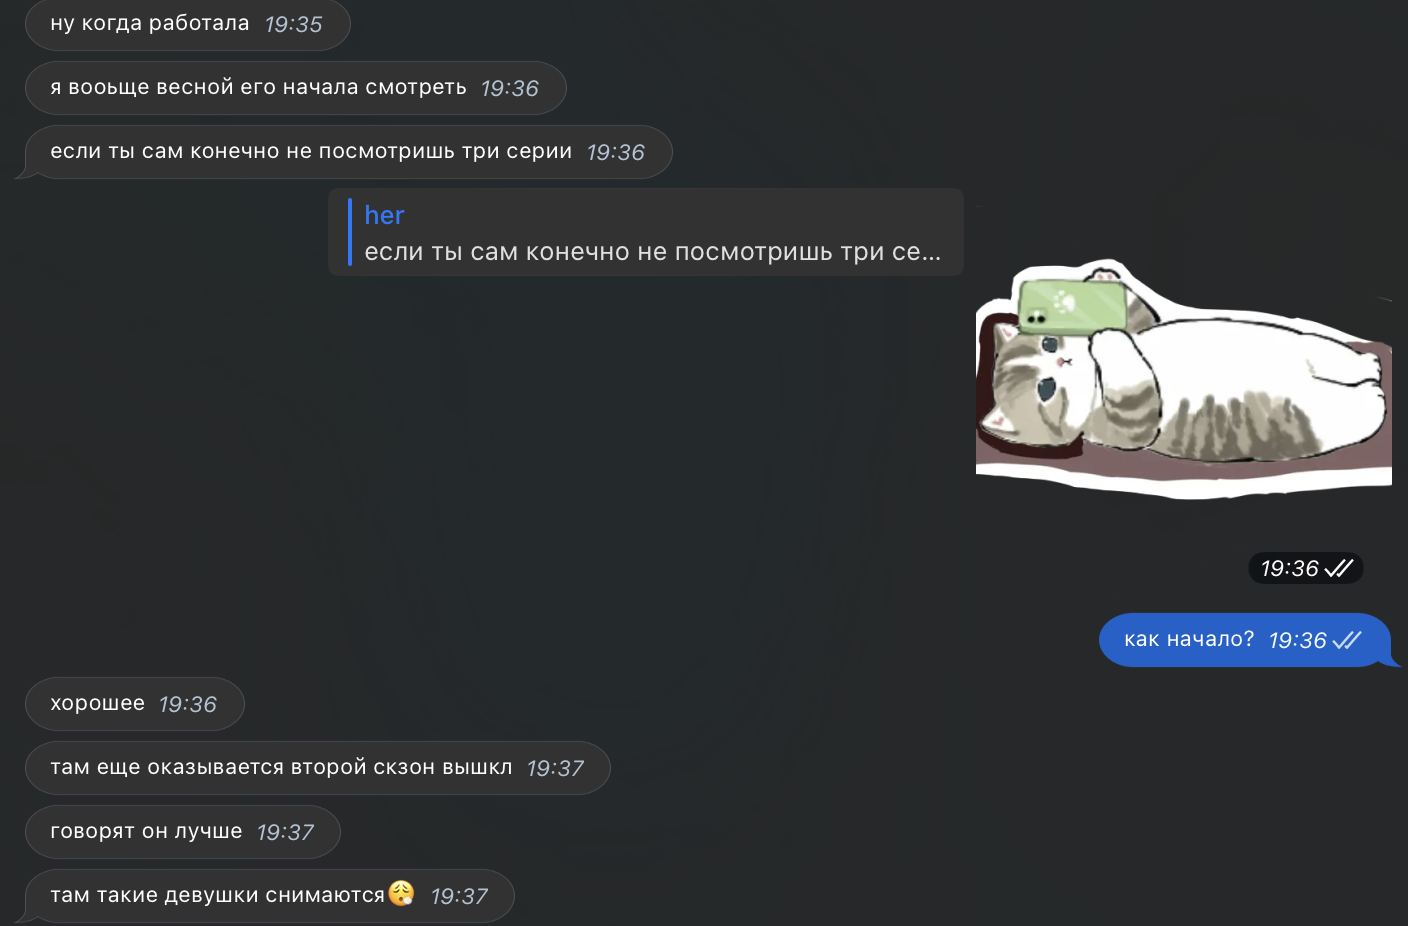 ну когда работала 19:35
я вооьще весной его начала смотреть 19:36
если ты сам конечно не посмотришь три серии 19:36
her
если ты сам конечно не посмотришь три се...
19:36
как начало? 19:36
хорошее 19:36
там еще оказывается второй скзон вышкл 19:37
говорят он лучше 19:37
там такие девушки снимаются😮‍💨 19:37